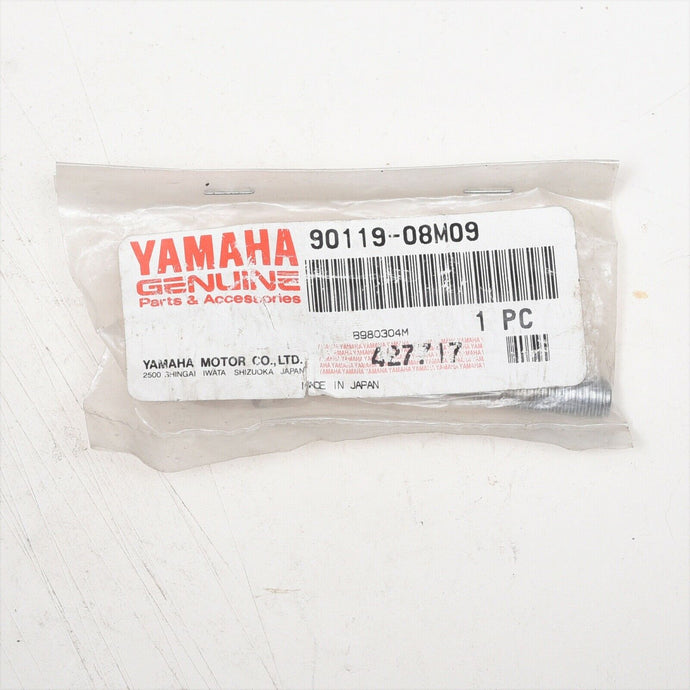 YAMAHA
GENUINE
Parts & Accessories
90119-08M09
B980304M
1 PC
YAMAHA MOTOR CO., LTD.
2500 SHINGAI IWATA SHIZUOKA JAPAN
MADE IN JAPAN